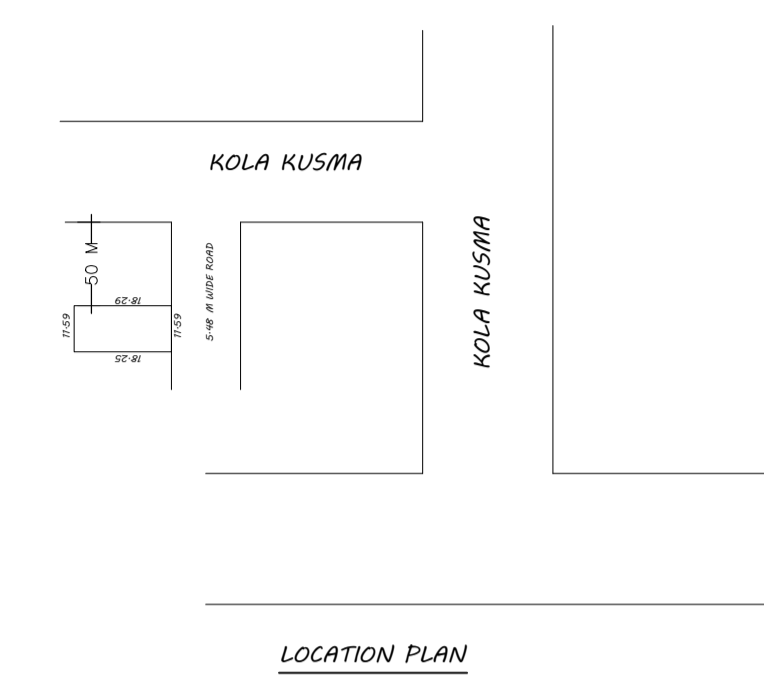 KOLA KUSMA
50 M
5·48 M WIDE ROAD
KOLA KUSMA
18·29
11·59
11·59
18·25
LOCATION PLAN